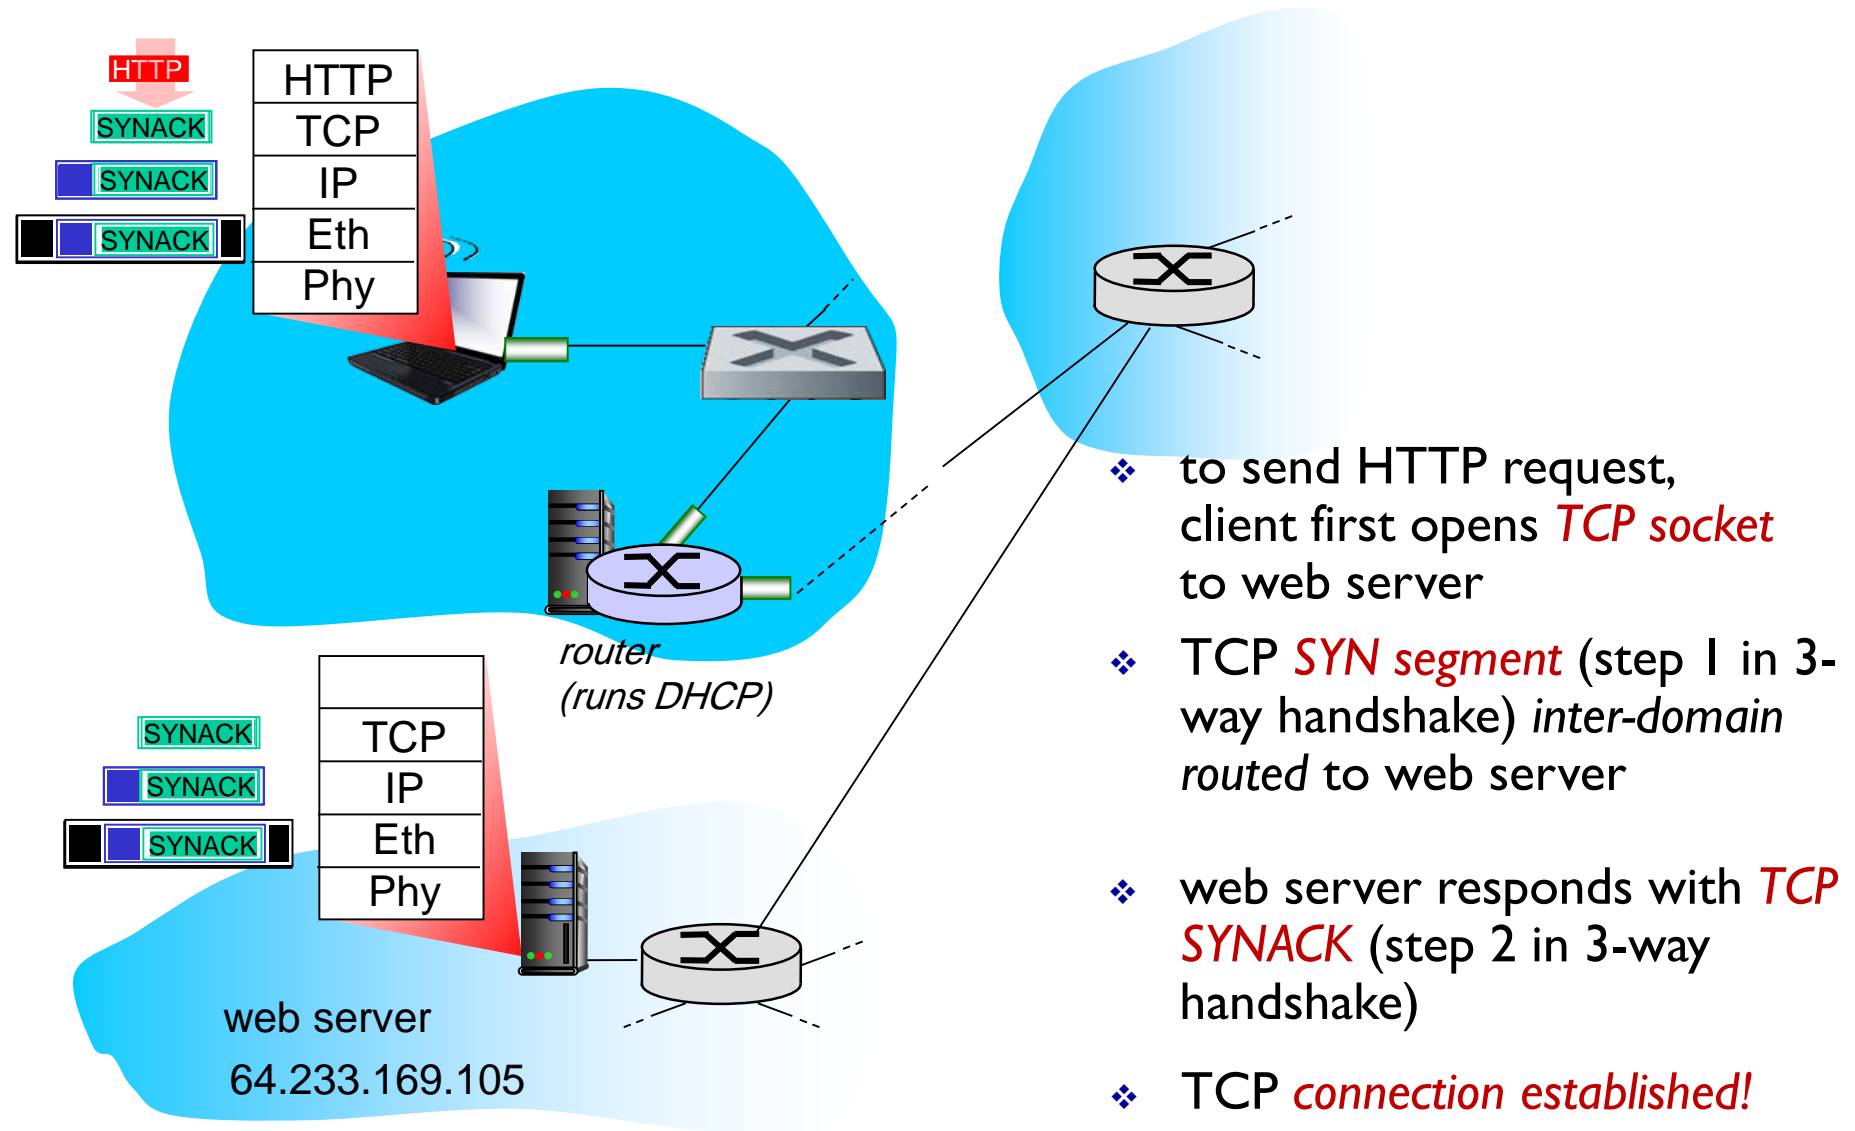 HTTP
SYNACK
SYNACK
SYNACK
HTTP
TCP
IP
Eth
Phy
router
(runs DHCP)
SYNACK
SYNACK
SYNACK
TCP
IP
Eth
Phy
web server
64.233.169.105
❖ to send HTTP request,
client first opens TCP socket
to web server
❖ TCP SYN segment (step 1 in 3-
way handshake) inter-domain
routed to web server
❖ web server responds with TCP
SYNACK (step 2 in 3-way
handshake)
❖ TCP connection established!